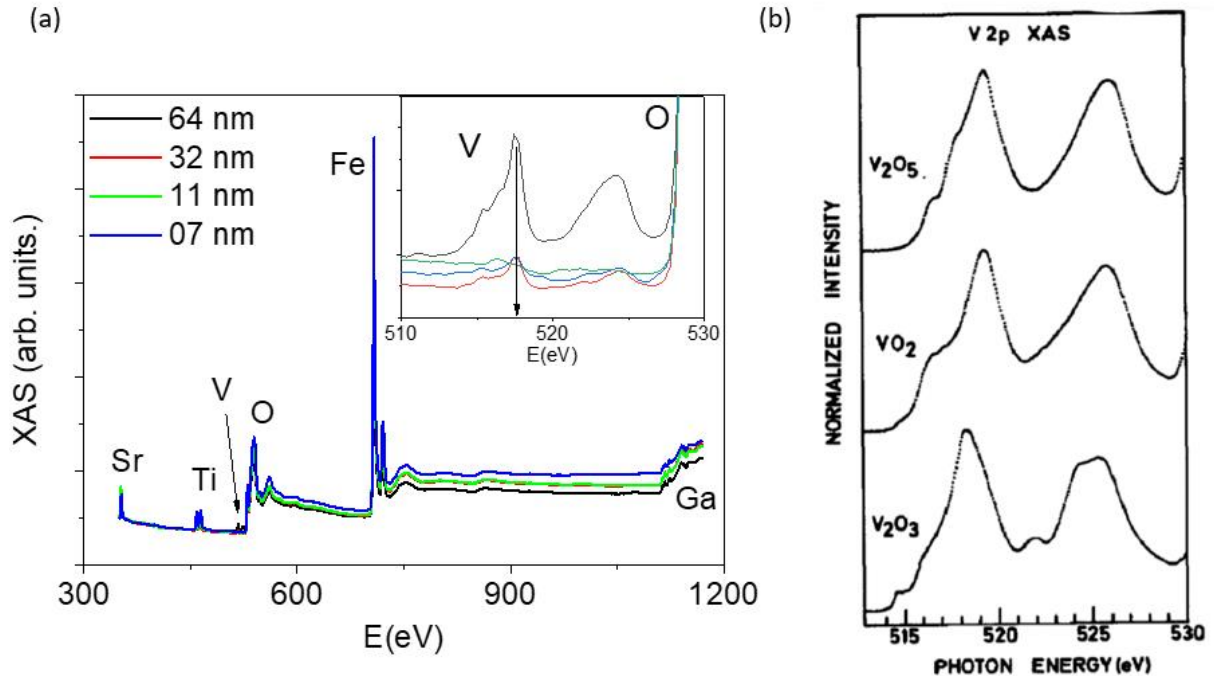 (a)
64 nm
32 nm
11 nm
07 nm
XAS (arb. units.)
Sr
Ti
V
O
Fe
Ga
300
600
900
1200
E(eV)
V
O
510
520
530
E(eV)
(b)
V 2p XAS
V₂O₅
VO₂
V₂O₃
NORMALIZED INTENSITY
515
520
525
530
PHOTON ENERGY(eV)